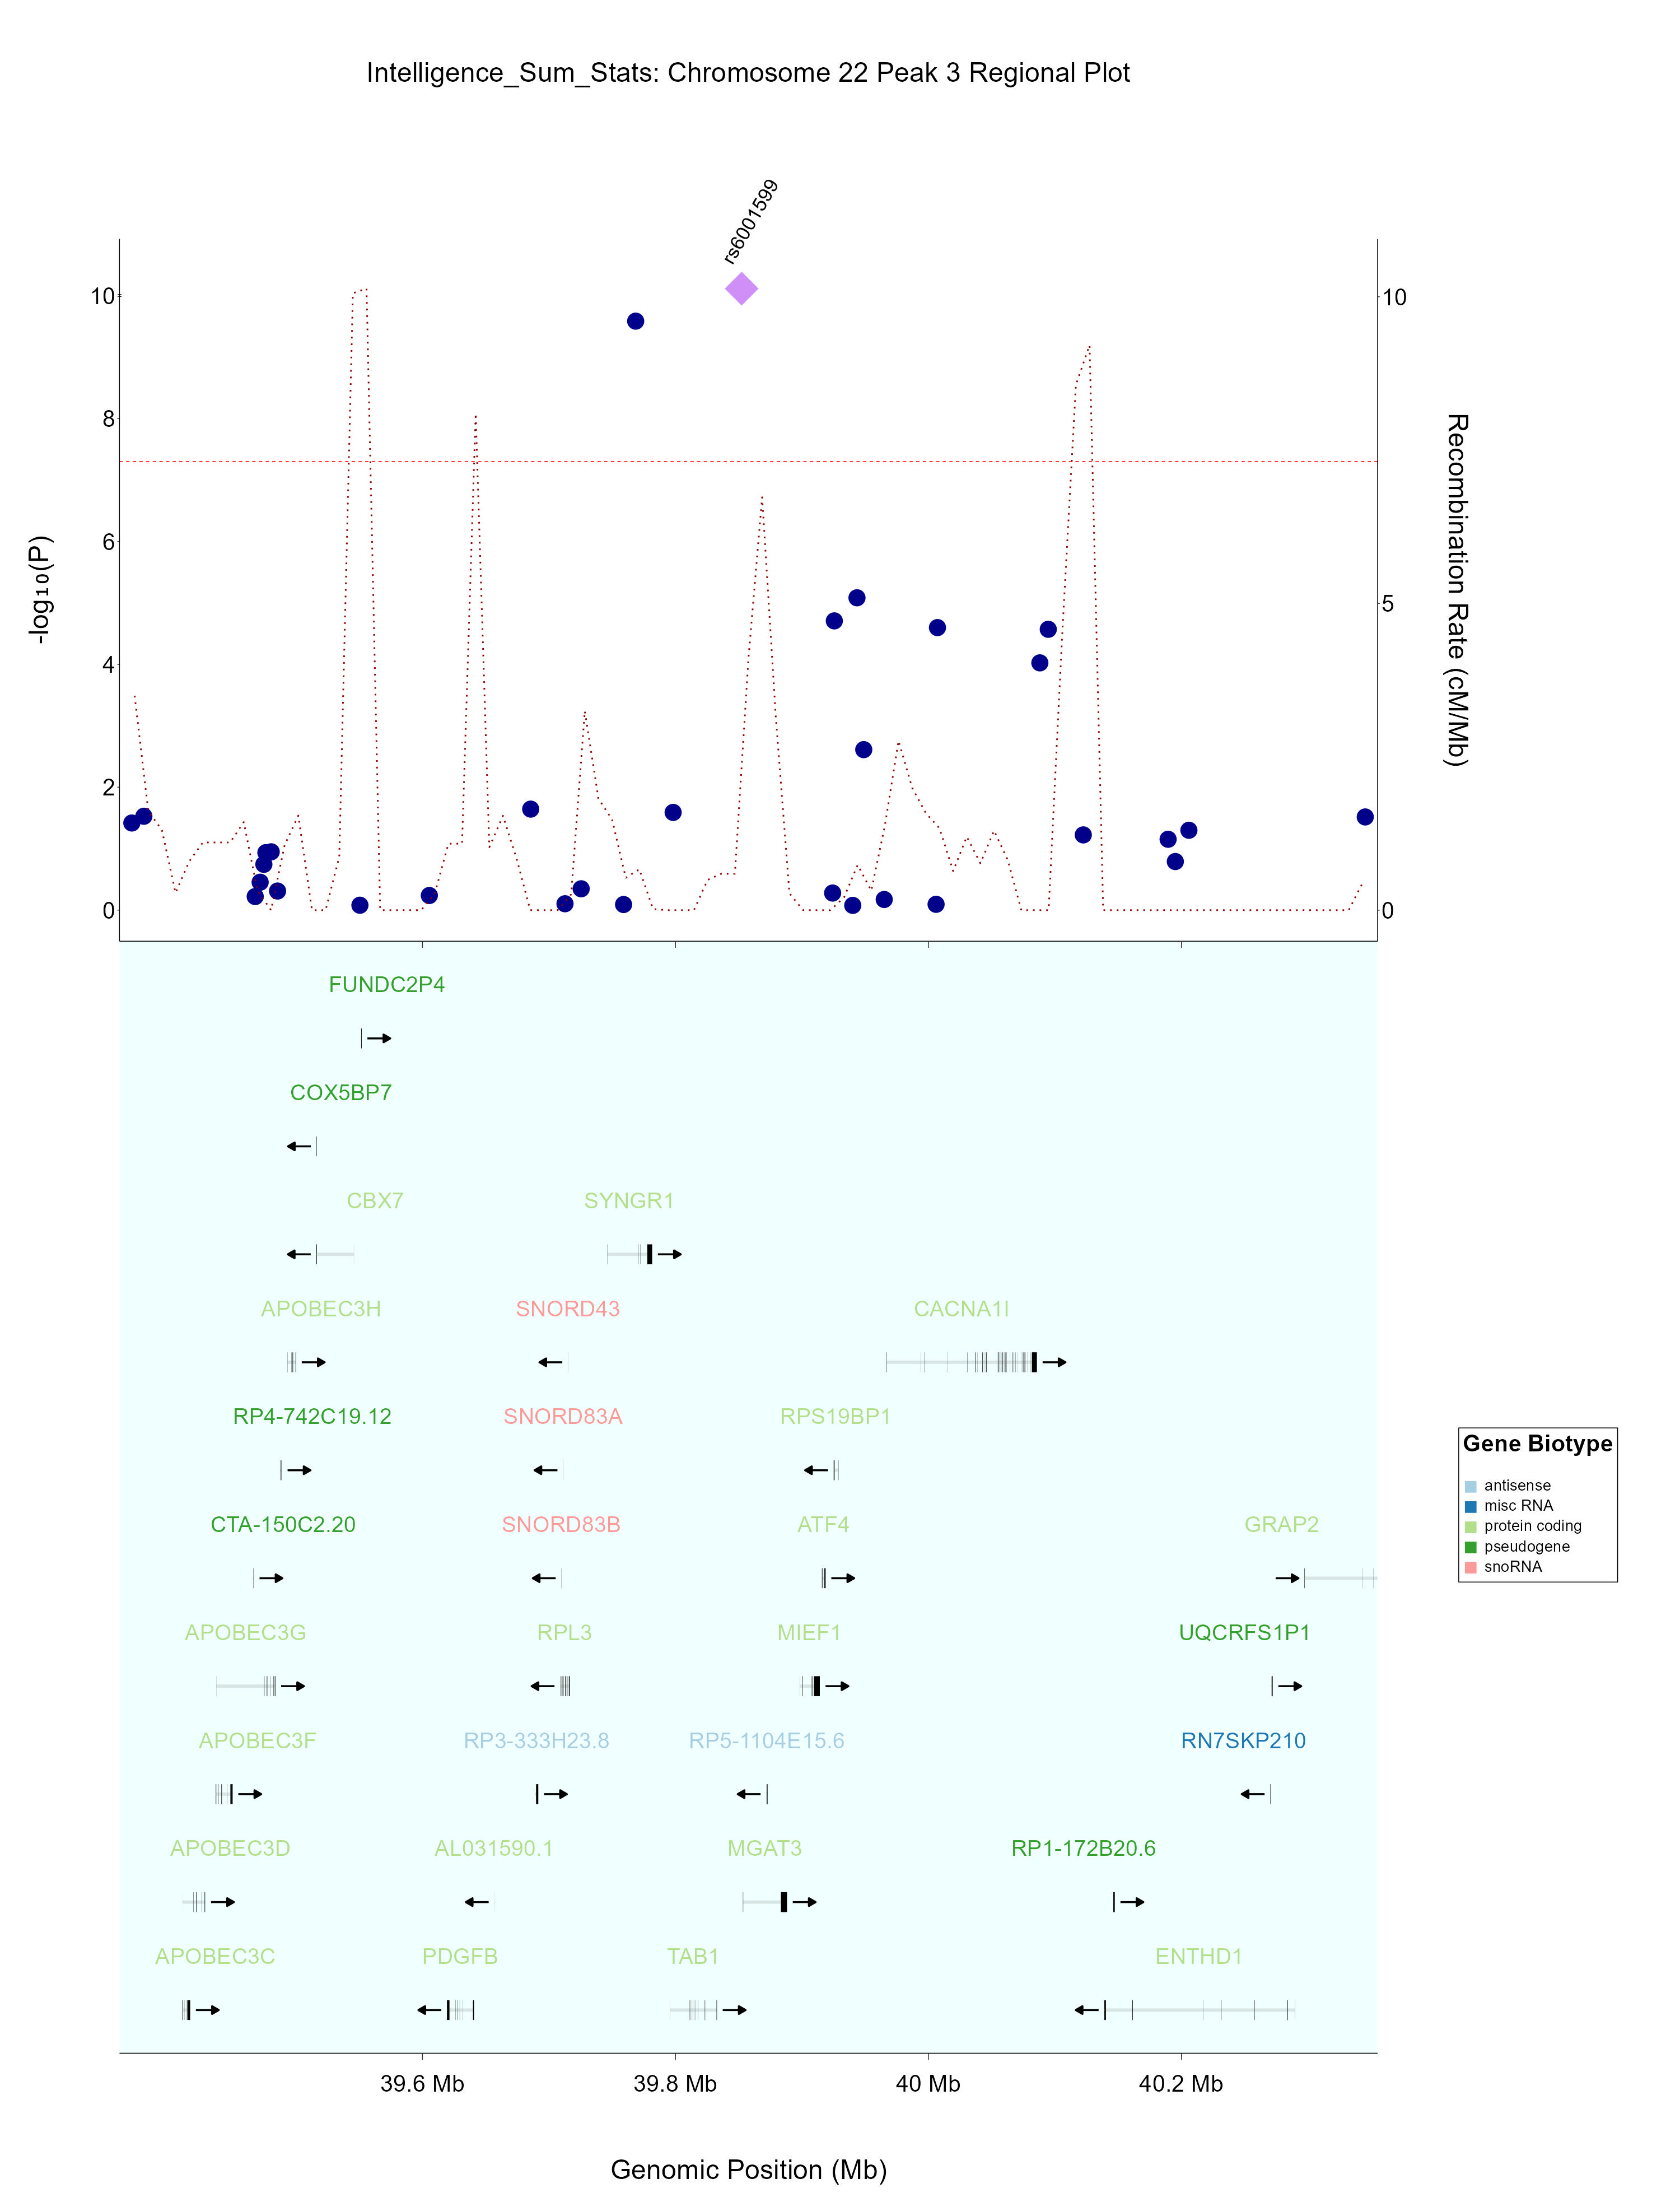 Intelligence_Sum_Stats: Chromosome 22 Peak 3 Regional Plot
rs6001599
10
8
6
4
2
0
-log₁₀(P)
10
5
0
Recombination Rate (cM/Mb)
FUNDC2P4
COX5BP7
CBX7 SYNGR1
APOBEC3H SNORD43 CACNA1I
RP4-742C19.12 SNORD83A RPS19BP1
CTA-150C2.20 SNORD83B ATF4 GRAP2
APOBEC3G RPL3 MIEF1 UQCRFS1P1
APOBEC3F RP3-333H23.8 RP5-1104E15.6 RN7SKP210
APOBEC3D AL031590.1 MGAT3 RP1-172B20.6
APOBEC3C PDGFB TAB1 ENTHD1
Gene Biotype
antisense
misc RNA
protein coding
pseudogene
snoRNA
39.6 Mb 39.8 Mb 40 Mb 40.2 Mb
Genomic Position (Mb)